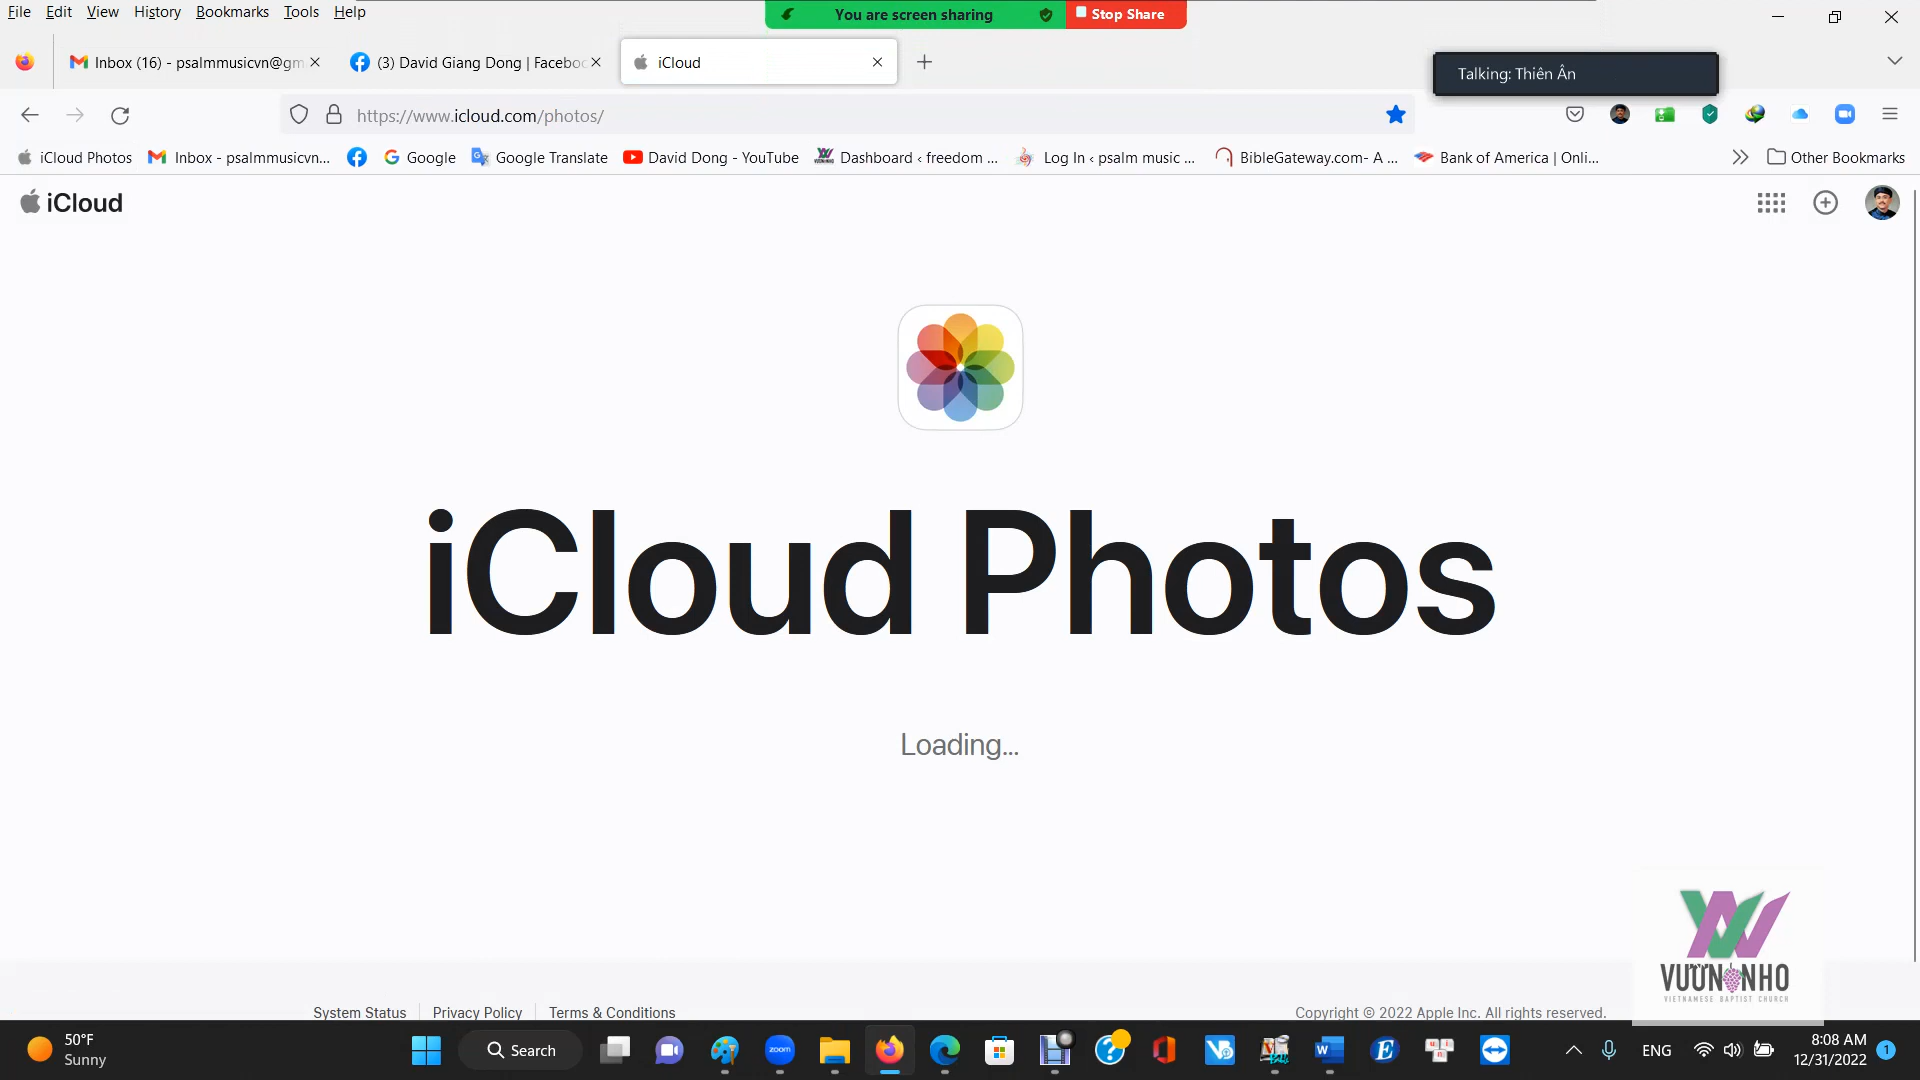 File Edit View History Bookmarks Tools Help
You are screen sharing
Stop Share
Inbox (16) - psalmmusicvn@gm
(3) David Giang Dong | Faceboo
iCloud
Talking: Thiên Ân
https://www.icloud.com/photos/
iCloud Photos
Inbox - psalmmusicvn...
Google
Google Translate
David Dong - YouTube
Dashboard ‹ freedom ...
Log In ‹ psalm music ...
BibleGateway.com- A ...
Bank of America | Onli...
Other Bookmarks
iCloud
iCloud Photos
Loading...
VUON NHO
VIETNAMESE BAPTIST CHURCH
System Status
Privacy Policy
Terms & Conditions
Copyright © 2022 Apple Inc. All rights reserved.
50°F
Sunny
Search
zoom
ENG
8:08 AM
12/31/2022
1